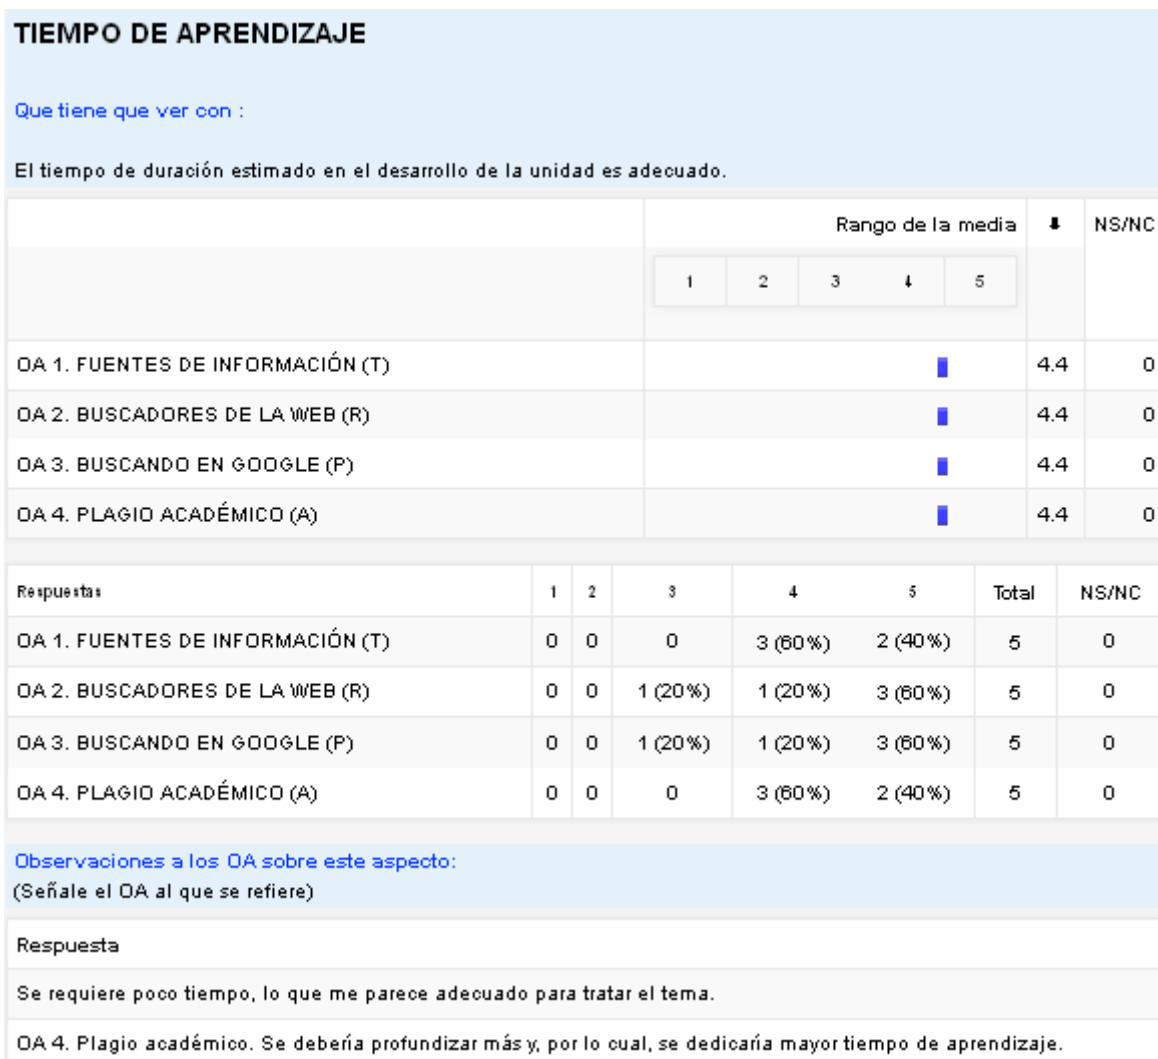 TIEMPO DE APRENDIZAJE
Que tiene que ver con :
El tiempo de duración estimado en el desarrollo de la unidad es adecuado.
Rango de la media ⬇ NS/NC
1 2 3 4 5
OA 1. FUENTES DE INFORMACIÓN (T) 4.4 0
OA 2. BUSCADORES DE LA WEB (R) 4.4 0
OA 3. BUSCANDO EN GOOGLE (P) 4.4 0
OA 4. PLAGIO ACADÉMICO (A) 4.4 0
Respuestas 1 2 3 4 5 Total NS/NC
OA 1. FUENTES DE INFORMACIÓN (T) 0 0 0 3 (60%) 2 (40%) 5 0
OA 2. BUSCADORES DE LA WEB (R) 0 0 1 (20%) 1 (20%) 3 (60%) 5 0
OA 3. BUSCANDO EN GOOGLE (P) 0 0 1 (20%) 1 (20%) 3 (60%) 5 0
OA 4. PLAGIO ACADÉMICO (A) 0 0 0 3 (60%) 2 (40%) 5 0
Observaciones a los OA sobre este aspecto:
(Señale el OA al que se refiere)
Respuesta
Se requiere poco tiempo, lo que me parece adecuado para tratar el tema.
OA 4. Plagio académico. Se debería profundizar más y, por lo cual, se dedicaría mayor tiempo de aprendizaje.